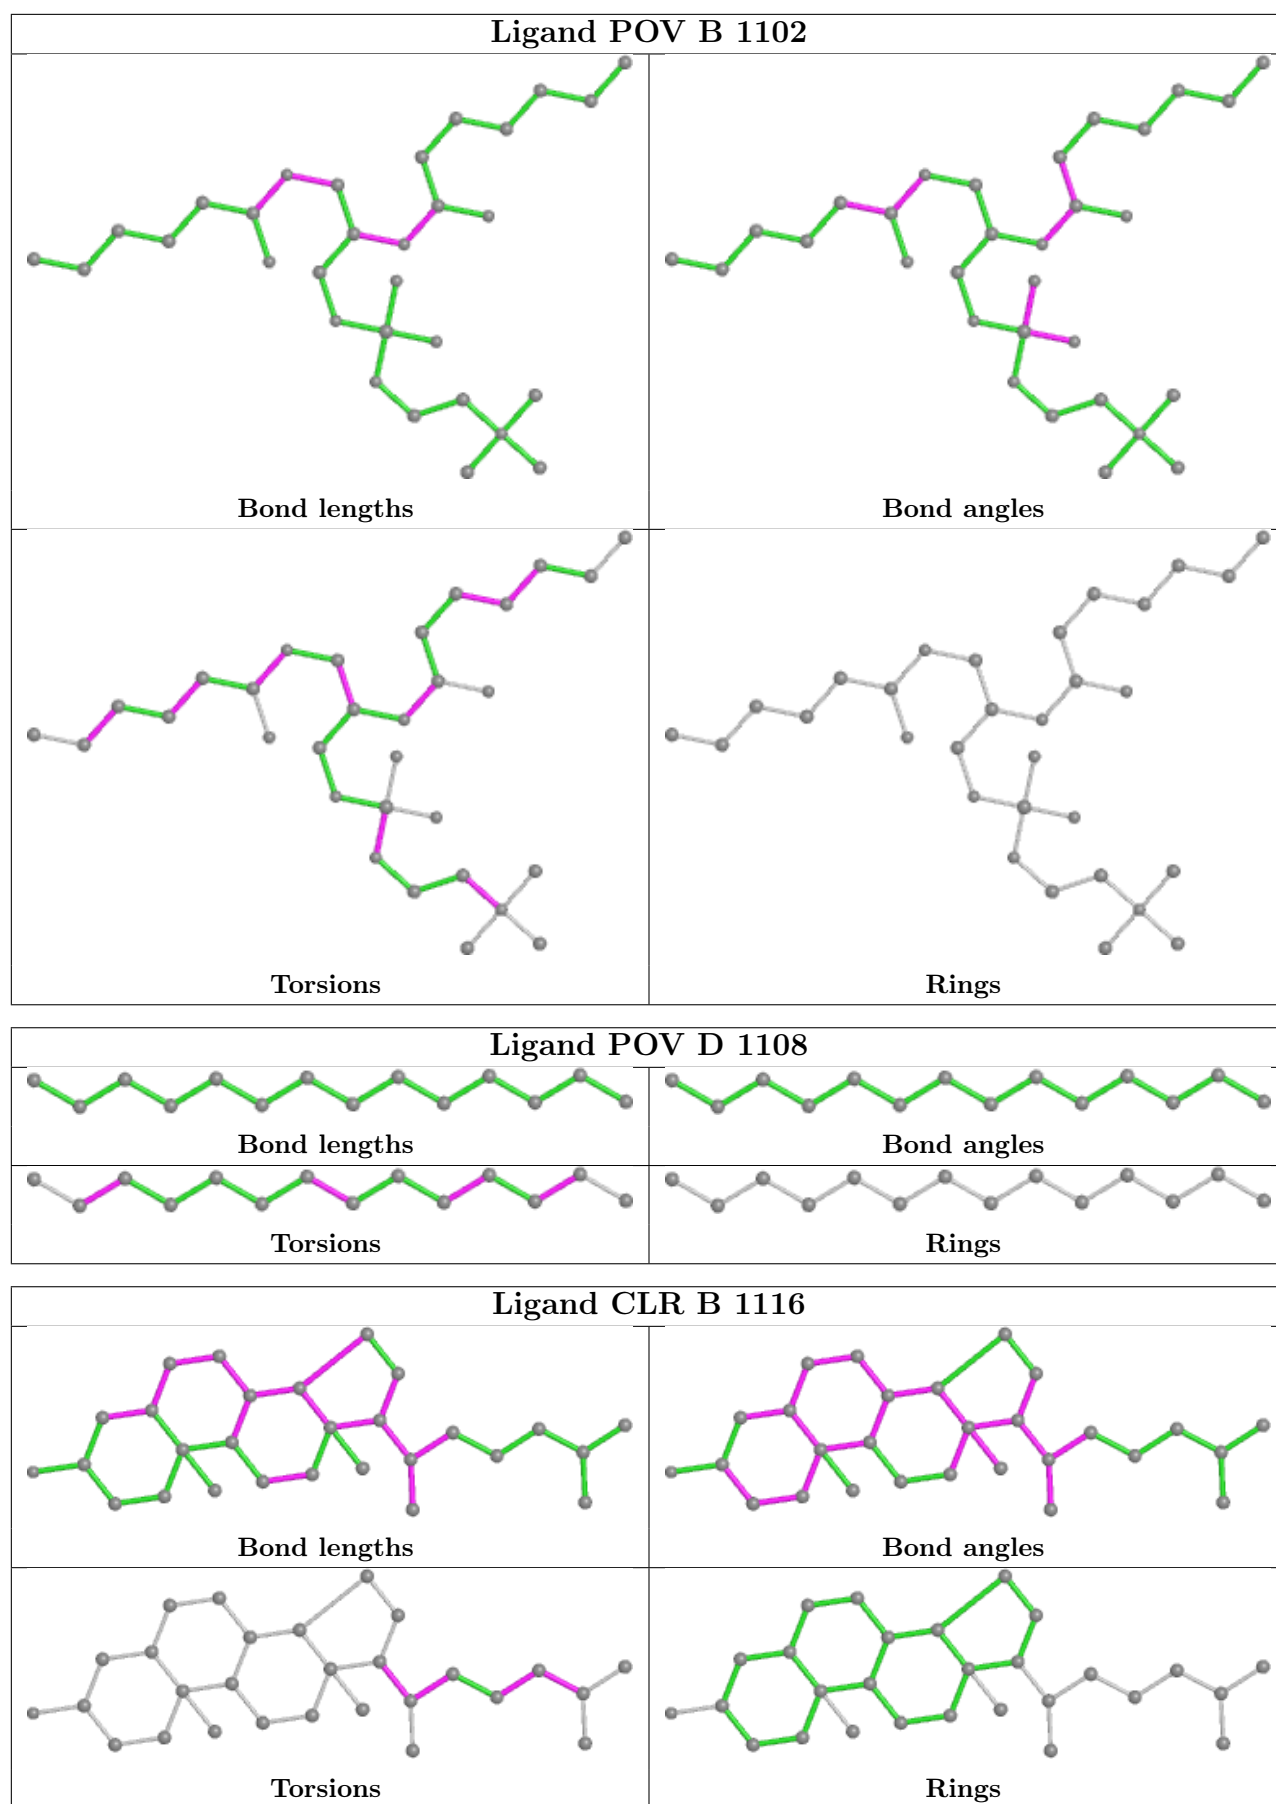 Ligand POV B 1102
Bond lengths
Bond angles
Torsions
Rings
Ligand POV D 1108
Bond lengths
Bond angles
Torsions
Rings
Ligand CLR B 1116
Bond lengths
Bond angles
Torsions
Rings